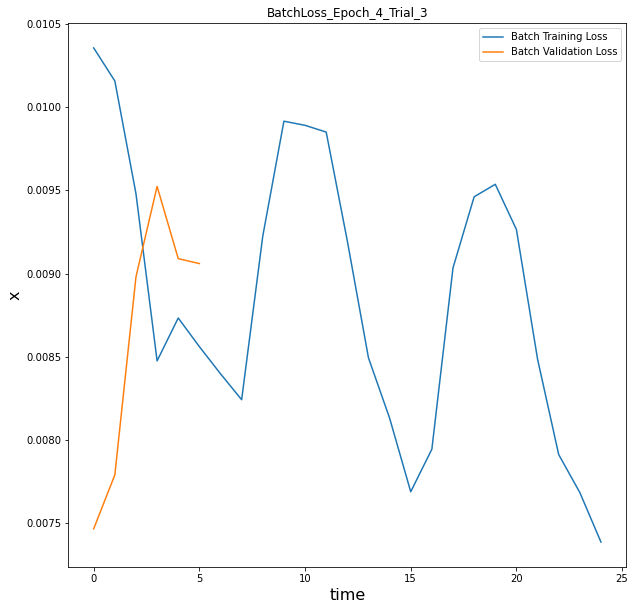 BatchLoss_Epoch_4_Trial_3
Batch Training Loss
Batch Validation Loss
0.0105
0.0100
0.0095
0.0090
0.0085
0.0080
0.0075
x
0 5 10 15 20 25
time